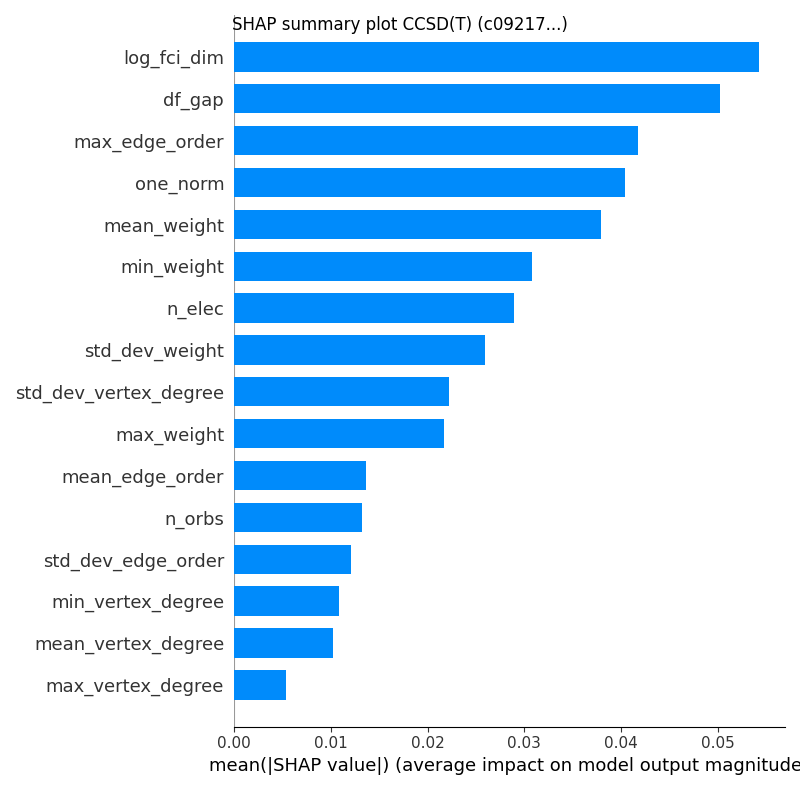 SHAP summary plot CCSD(T) (c09217...)
log_fci_dim
df_gap
max_edge_order
one_norm
mean_weight
min_weight
n_elec
std_dev_weight
std_dev_vertex_degree
max_weight
mean_edge_order
n_orbs
std_dev_edge_order
min_vertex_degree
mean_vertex_degree
max_vertex_degree
0.00 0.01 0.02 0.03 0.04 0.05
mean(|SHAP value|) (average impact on model output magnitude